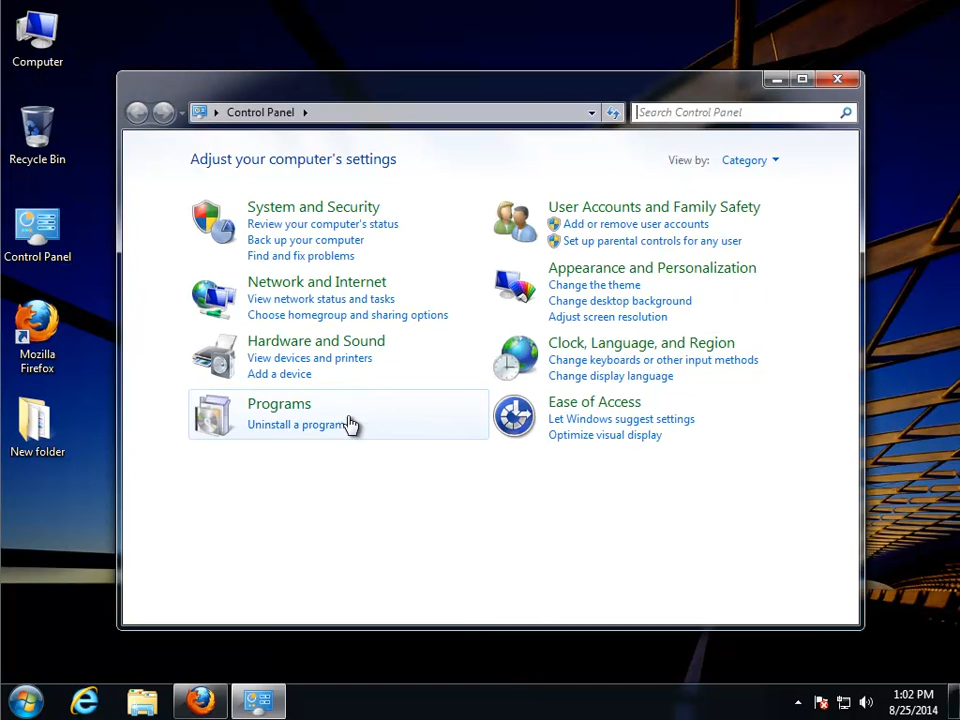 Computer
Recycle Bin
Control Panel
Mozilla
Firefox
New folder
Control Panel
Search Control Panel
Adjust your computer's settings
View by: Category
System and Security
Review your computer's status
Back up your computer
Find and fix problems
Network and Internet
View network status and tasks
Choose homegroup and sharing options
Hardware and Sound
View devices and printers
Add a device
Programs
Uninstall a program
User Accounts and Family Safety
Add or remove user accounts
Set up parental controls for any user
Appearance and Personalization
Change the theme
Change desktop background
Adjust screen resolution
Clock, Language, and Region
Change keyboards or other input methods
Change display language
Ease of Access
Let Windows suggest settings
Optimize visual display
1:02 PM
8/25/2014